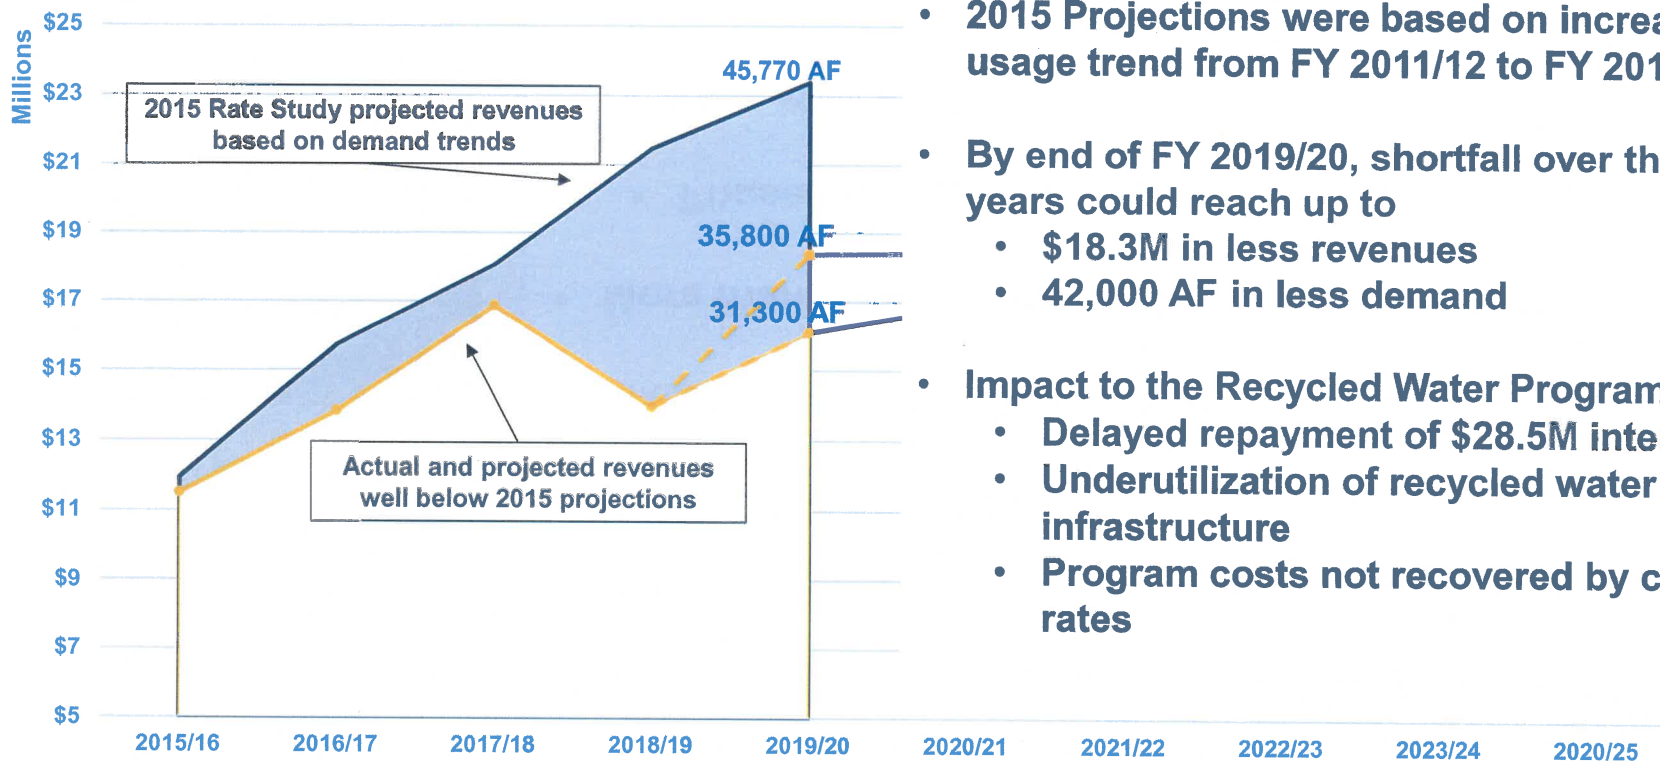 Millions
$25
$23
$21
$19
$17
$15
$13
$11
$9
$7
$5
2015/16 2016/17 2017/18 2018/19 2019/20 2020/21 2021/22 2022/23 2023/24 2020/25
2015 Rate Study projected revenues
based on demand trends
45,770 AF
35,800 AF
31,300 AF
Actual and projected revenues
well below 2015 projections
• 2015 Projections were based on increa
usage trend from FY 2011/12 to FY 201
• By end of FY 2019/20, shortfall over th
years could reach up to
• $18.3M in less revenues
• 42,000 AF in less demand
• Impact to the Recycled Water Program
• Delayed repayment of $28.5M inte
• Underutilization of recycled water
infrastructure
• Program costs not recovered by c
rates